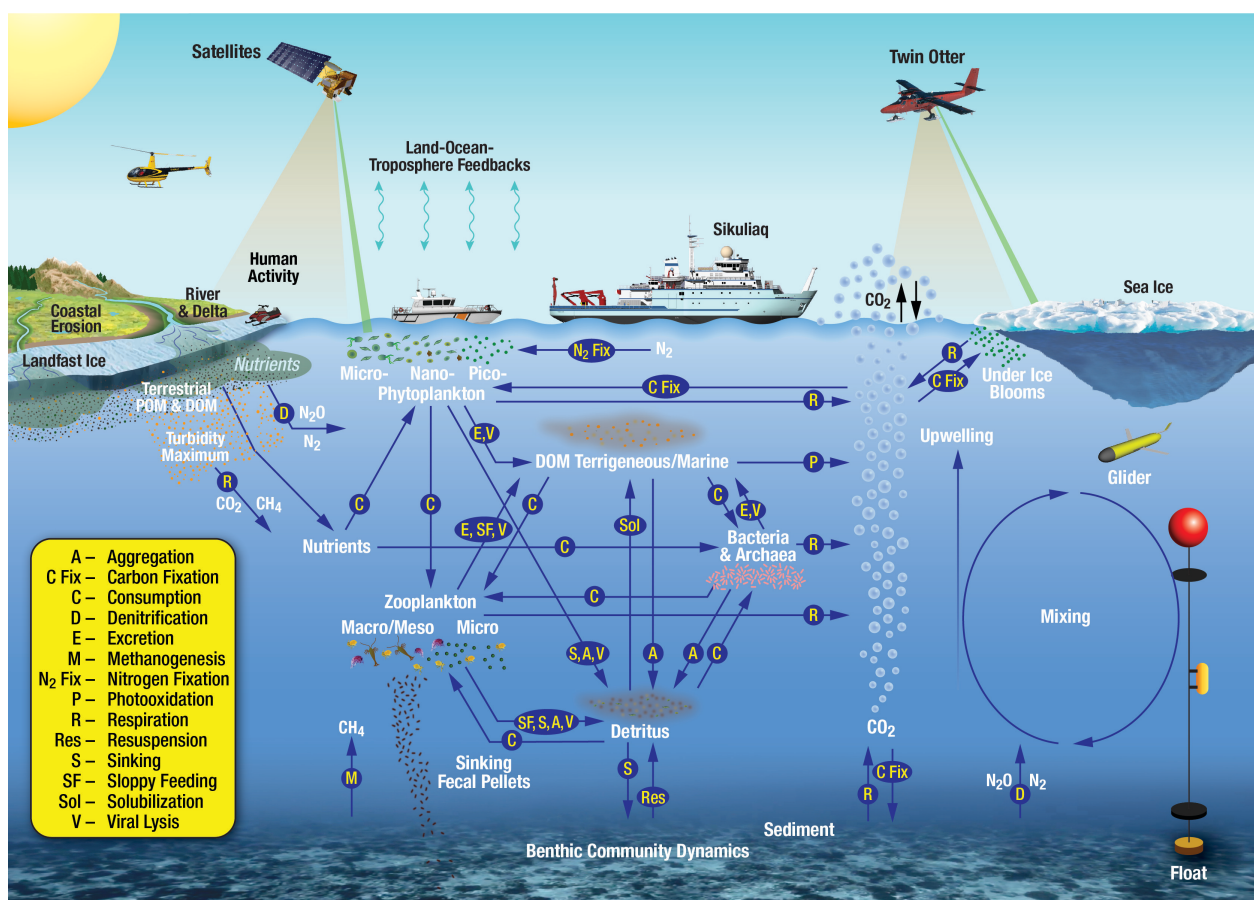 Satellites
Twin Otter
Land-Ocean-
Troposphere Feedbacks
Sikuliaq
Human
Activity
CO2
Sea Ice
River
& Delta
Coastal
Erosion
Landfast Ice
Nutrients
N2 Fix
N2
R
C Fix
Under Ice
Blooms
Micro-
Nano-
Pico-
Phytoplankton
C Fix
R
Terrestrial
POM & DOM
D
N2O
N2
Turbidity
Maximum
R
CO2
CH4
E,V
DOM Terrigeneous/Marine
P
Upwelling
Glider
C
C
C
C
E,V
E, SF, V
Sol
Nutrients
C
Bacteria
& Archaea
R
Zooplankton
C
R
Macro/Meso
Micro
Mixing
S, A, V
A
A
C
SF, S, A, V
Detritus
C
Sinking
Fecal Pellets
CH4
M
S
Res
CO2
R
C Fix
N2O
N2
D
Sediment
Benthic Community Dynamics
Float
A – Aggregation
C Fix – Carbon Fixation
C – Consumption
D – Denitrification
E – Excretion
M – Methanogenesis
N2 Fix – Nitrogen Fixation
P – Photooxidation
R – Respiration
Res – Resuspension
S – Sinking
SF – Sloppy Feeding
Sol – Solubilization
V – Viral Lysis